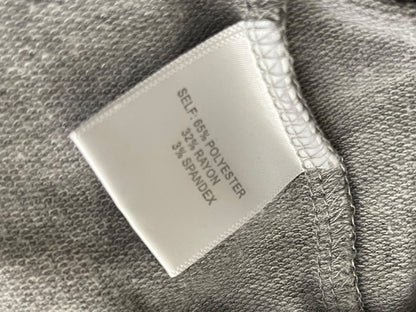 SELF: 65% POLYESTER
32% RAYON
3% SPANDEX